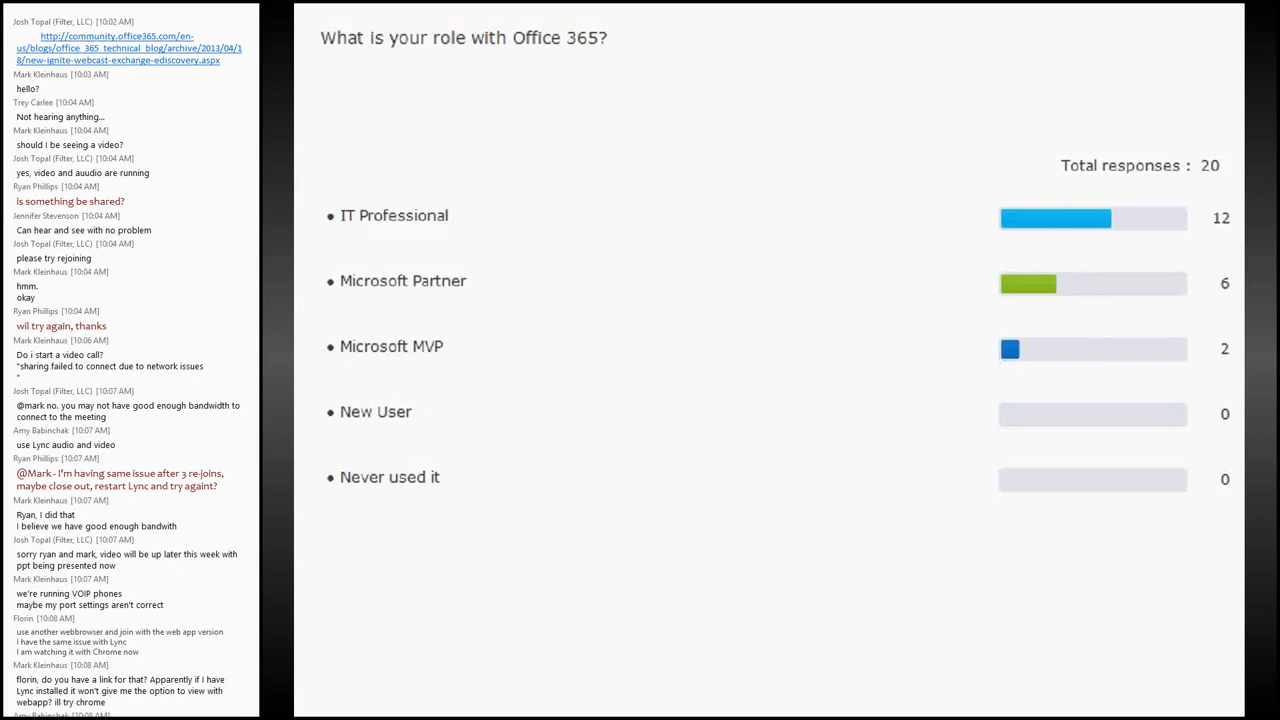 Josh Topal (Filter, LLC) [10:02 AM]
http://community.office365.com/en-
us/blogs/office_365_technical_blog/archive/2013/04/1
8/new-ignite-webcast-exchange-ediscovery.aspx
Mark Kleinhaus [10:03 AM]
hello?
Trey Carlee [10:04 AM]
Not hearing anything...
Mark Kleinhaus [10:04 AM]
should I be seeing a video?
Josh Topal (Filter, LLC) [10:04 AM]
yes, video and auudio are running
Ryan Phillips [10:04 AM]
is something be shared?
Jennifer Stevenson [10:04 AM]
Can hear and see with no problem
Josh Topal (Filter, LLC) [10:04 AM]
please try rejoining
Mark Kleinhaus [10:04 AM]
hmm.
okay
Ryan Phillips [10:04 AM]
wil try again, thanks
Mark Kleinhaus [10:06 AM]
Do i start a video call?
"sharing failed to connect due to network issues
"
Josh Topal (Filter, LLC) [10:07 AM]
@mark no. you may not have good enough bandwidth to
connect to the meeting
Amy Babinchak [10:07 AM]
use Lync audio and video
Ryan Phillips [10:07 AM]
@Mark - I'm having same issue after 3 re-joins,
maybe close out, restart Lync and try againt?
Mark Kleinhaus [10:07 AM]
Ryan, I did that
I believe we have good enough bandwith
Josh Topal (Filter, LLC) [10:07 AM]
sorry ryan and mark, video will be up later this week with
ppt being presented now
Mark Kleinhaus [10:07 AM]
we're running VOIP phones
maybe my port settings aren't correct
Florin [10:08 AM]
use another webbrowser and join with the web app version
I have the same issue with Lync
I am watching it with Chrome now
Mark Kleinhaus [10:08 AM]
florin, do you have a link for that? Apparently if I have
Lync installed it won't give me the option to view with
webapp? ill try chrome
Amy Babinchak [10:08 AM]
What is your role with Office 365?
Total responses : 20
• IT Professional 12
• Microsoft Partner 6
• Microsoft MVP 2
• New User 0
• Never used it 0